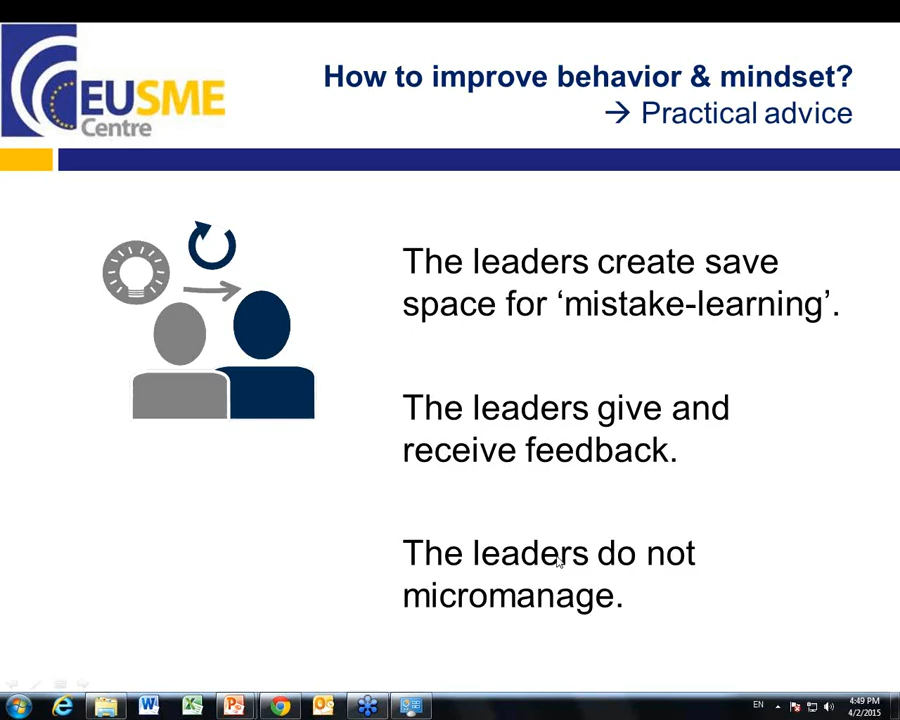 EUSME
Centre
How to improve behavior & mindset?
→ Practical advice
The leaders create save
space for ‘mistake-learning’.
The leaders give and
receive feedback.
The leaders do not
micromanage.
EN
4:49 PM
4/2/2015